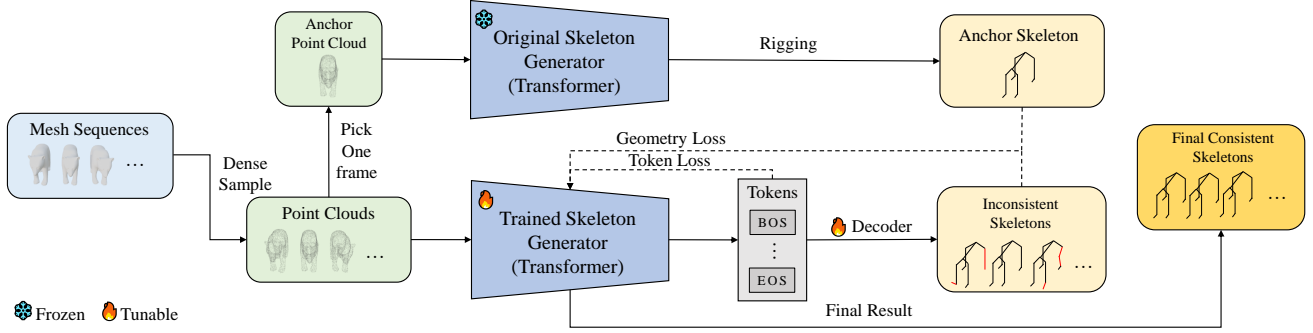 Anchor
Point Cloud
Original Skeleton
Generator
(Transformer)
Rigging
Anchor Skeleton
Mesh Sequences
...
Dense
Sample
Pick
One
frame
Geometry Loss
Token Loss
Final Consistent
Skeletons
...
Point Clouds
...
Trained Skeleton
Generator
(Transformer)
Tokens
BOS
⋮
EOS
Decoder
Inconsistent
Skeletons
...
Frozen
Tunable
Final Result